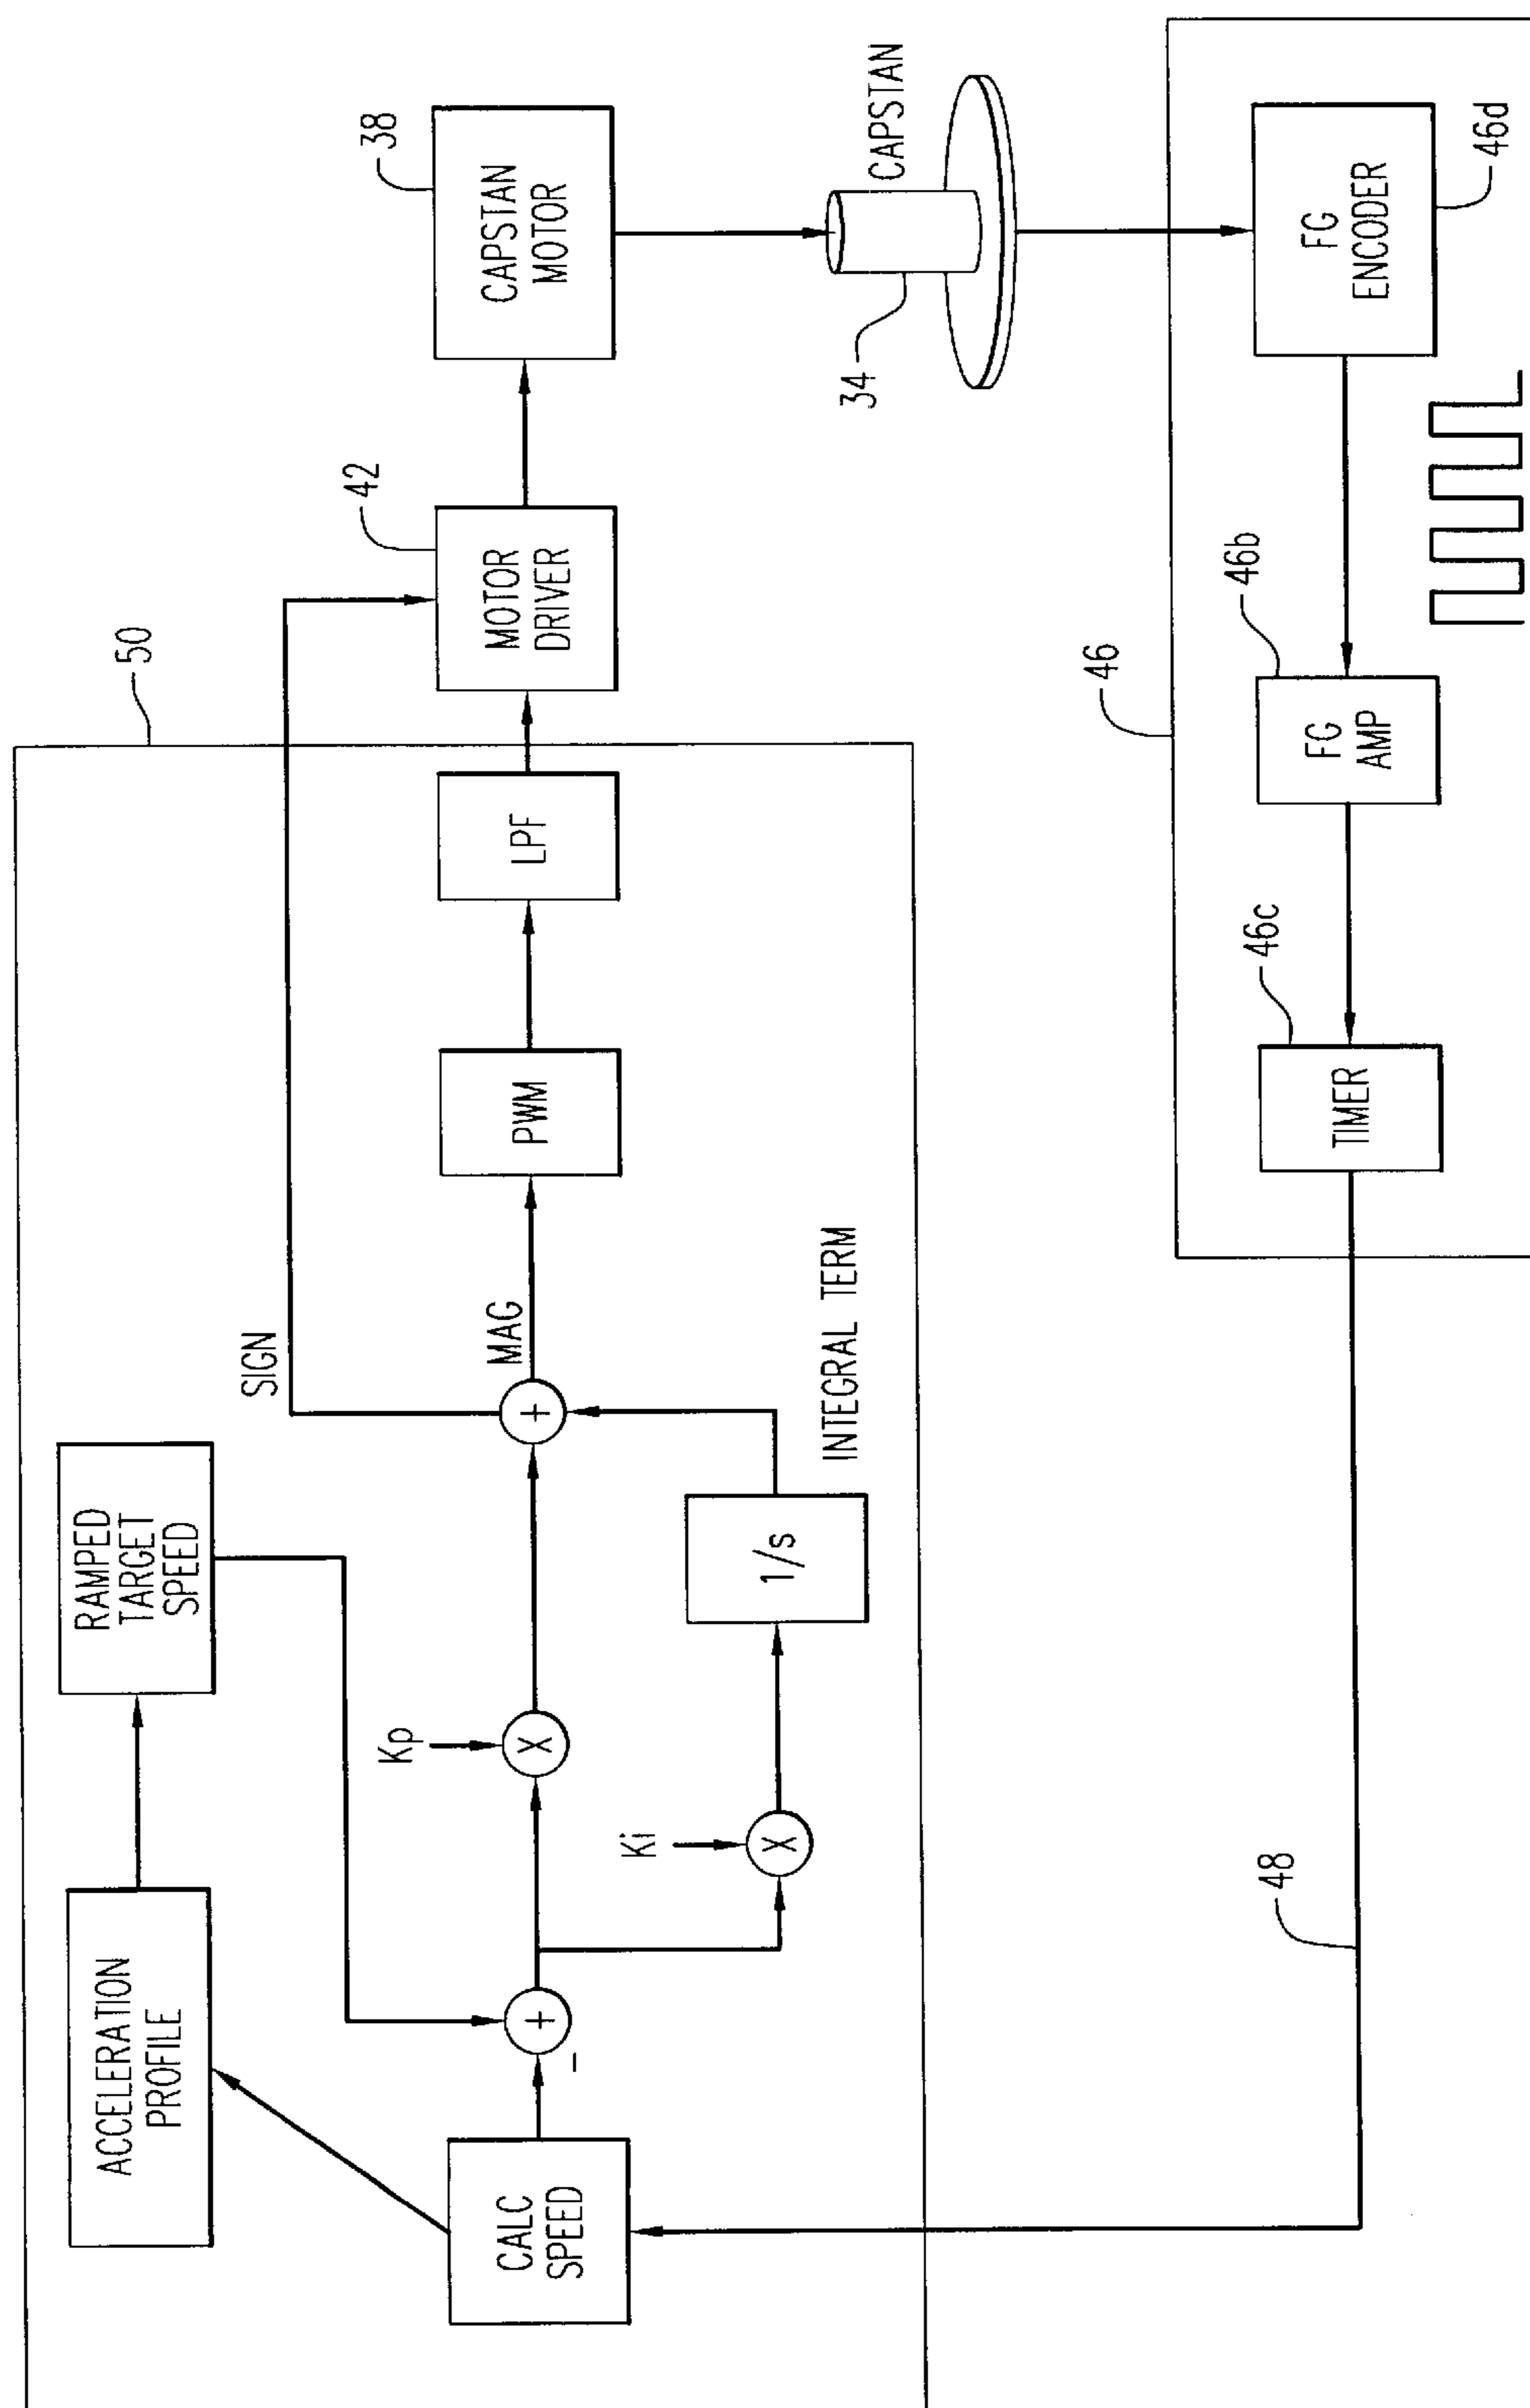 50
ACCELERATION
PROFILE
RAMPED
TARGET
SPEED
SIGN
42
38
CALC
SPEED
+
-
Kp
X
+
MAG
PWM
LPF
MOTOR
DRIVER
CAPSTAN
MOTOR
Ki
X
1/s
INTEGRAL TERM
34
CAPSTAN
46
48
46c
46b
TIMER
FG
AMP
FG
ENCODER
46d